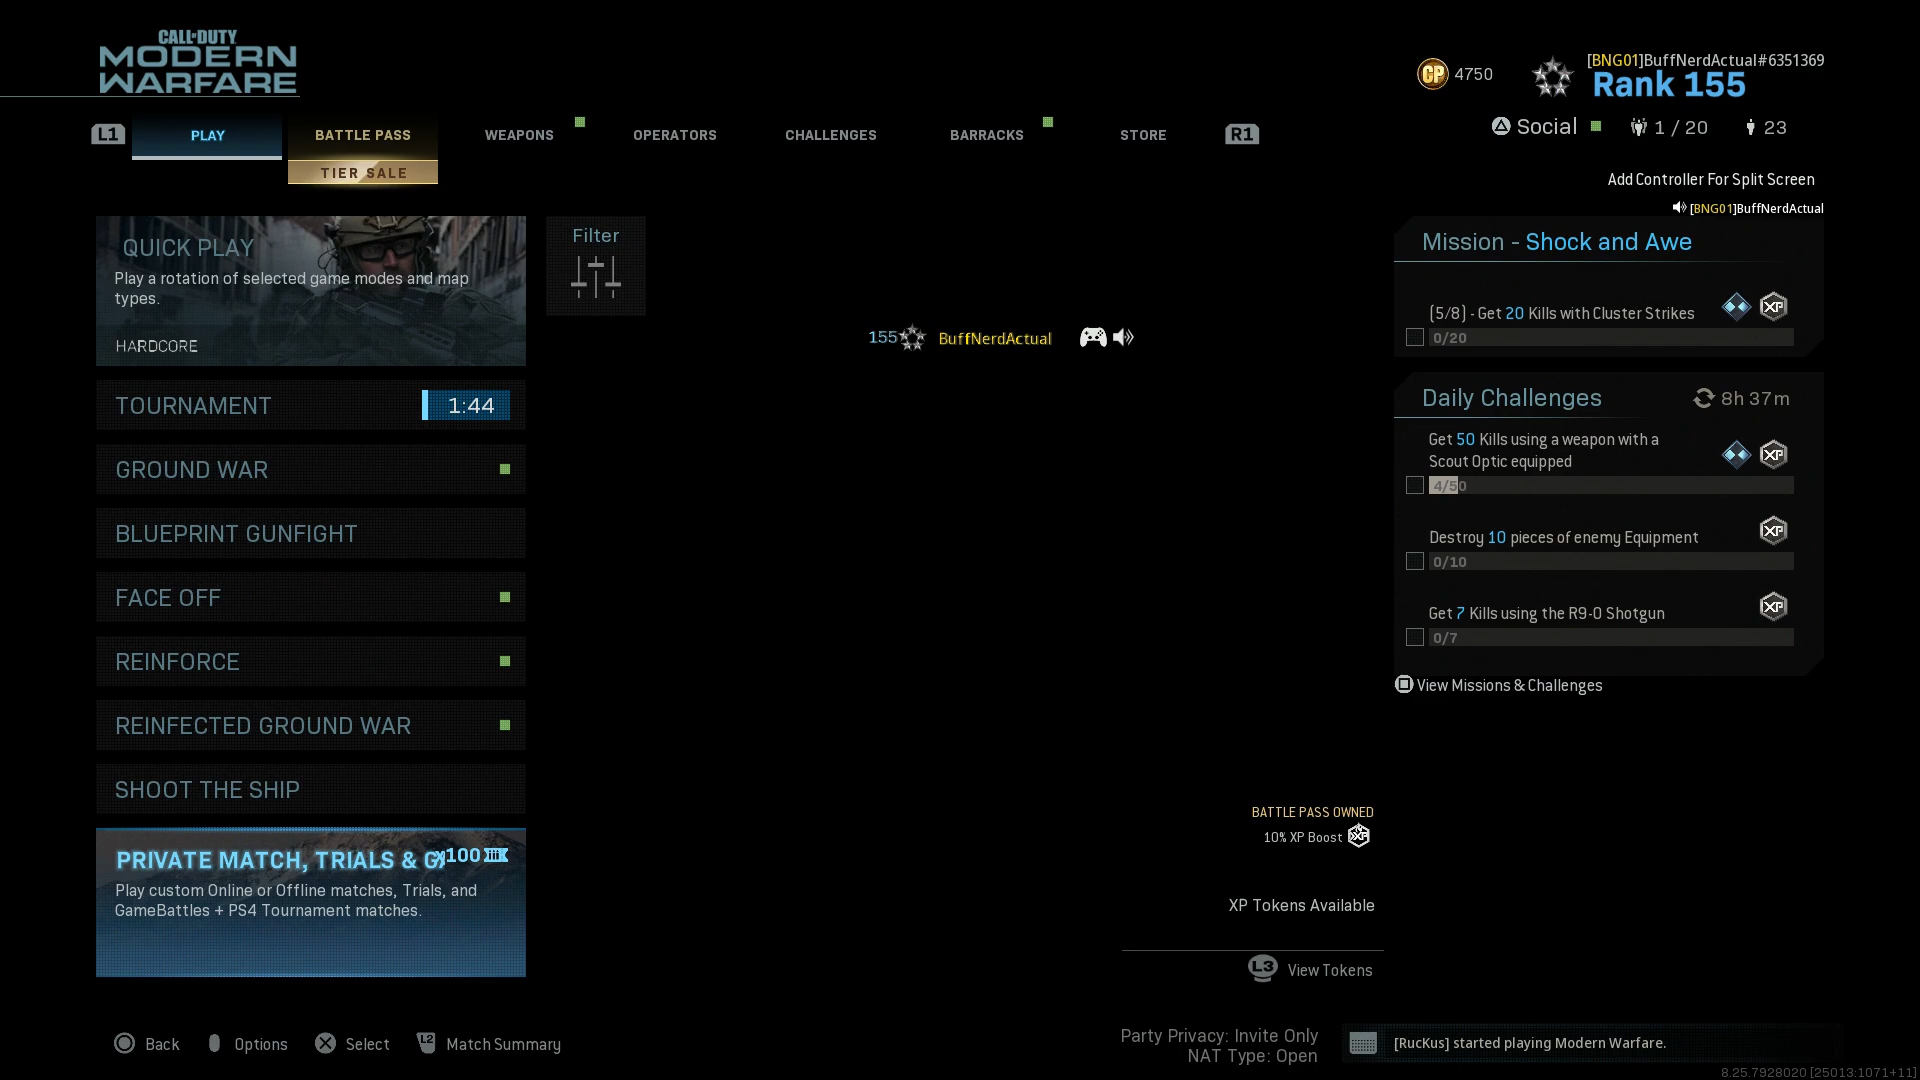 CALL OF DUTY
MODERN
WARFARE
CP 4750
[BNG01]BuffNerdActual#6351369
Rank 155
L1
PLAY
BATTLE PASS
WEAPONS
OPERATORS
CHALLENGES
BARRACKS
STORE
R1
Social
1 / 20
23
TIER SALE
Add Controller For Split Screen
[BNG01]BuffNerdActual
QUICK PLAY
Play a rotation of selected game modes and map
types.
HARDCORE
Filter
155 BuffNerdActual
TOURNAMENT
1:44
GROUND WAR
BLUEPRINT GUNFIGHT
FACE OFF
REINFORCE
REINFECTED GROUND WAR
SHOOT THE SHIP
PRIVATE MATCH, TRIALS &
x100
Play custom Online or Offline matches, Trials, and
GameBattles + PS4 Tournament matches.
Mission - Shock and Awe
(5/8) - Get 20 Kills with Cluster Strikes
XP
0/20
Daily Challenges
8h 37m
Get 50 Kills using a weapon with a
Scout Optic equipped
XP
4/50
Destroy 10 pieces of enemy Equipment
XP
0/10
Get 7 Kills using the R9-0 Shotgun
XP
0/7
View Missions & Challenges
BATTLE PASS OWNED
10% XP Boost
XP
XP Tokens Available
L3 View Tokens
Back
Options
Select
L2 Match Summary
Party Privacy: Invite Only
NAT Type: Open
[RucKus] started playing Modern Warfare.
8.25.7928020 [25013:1071+11]